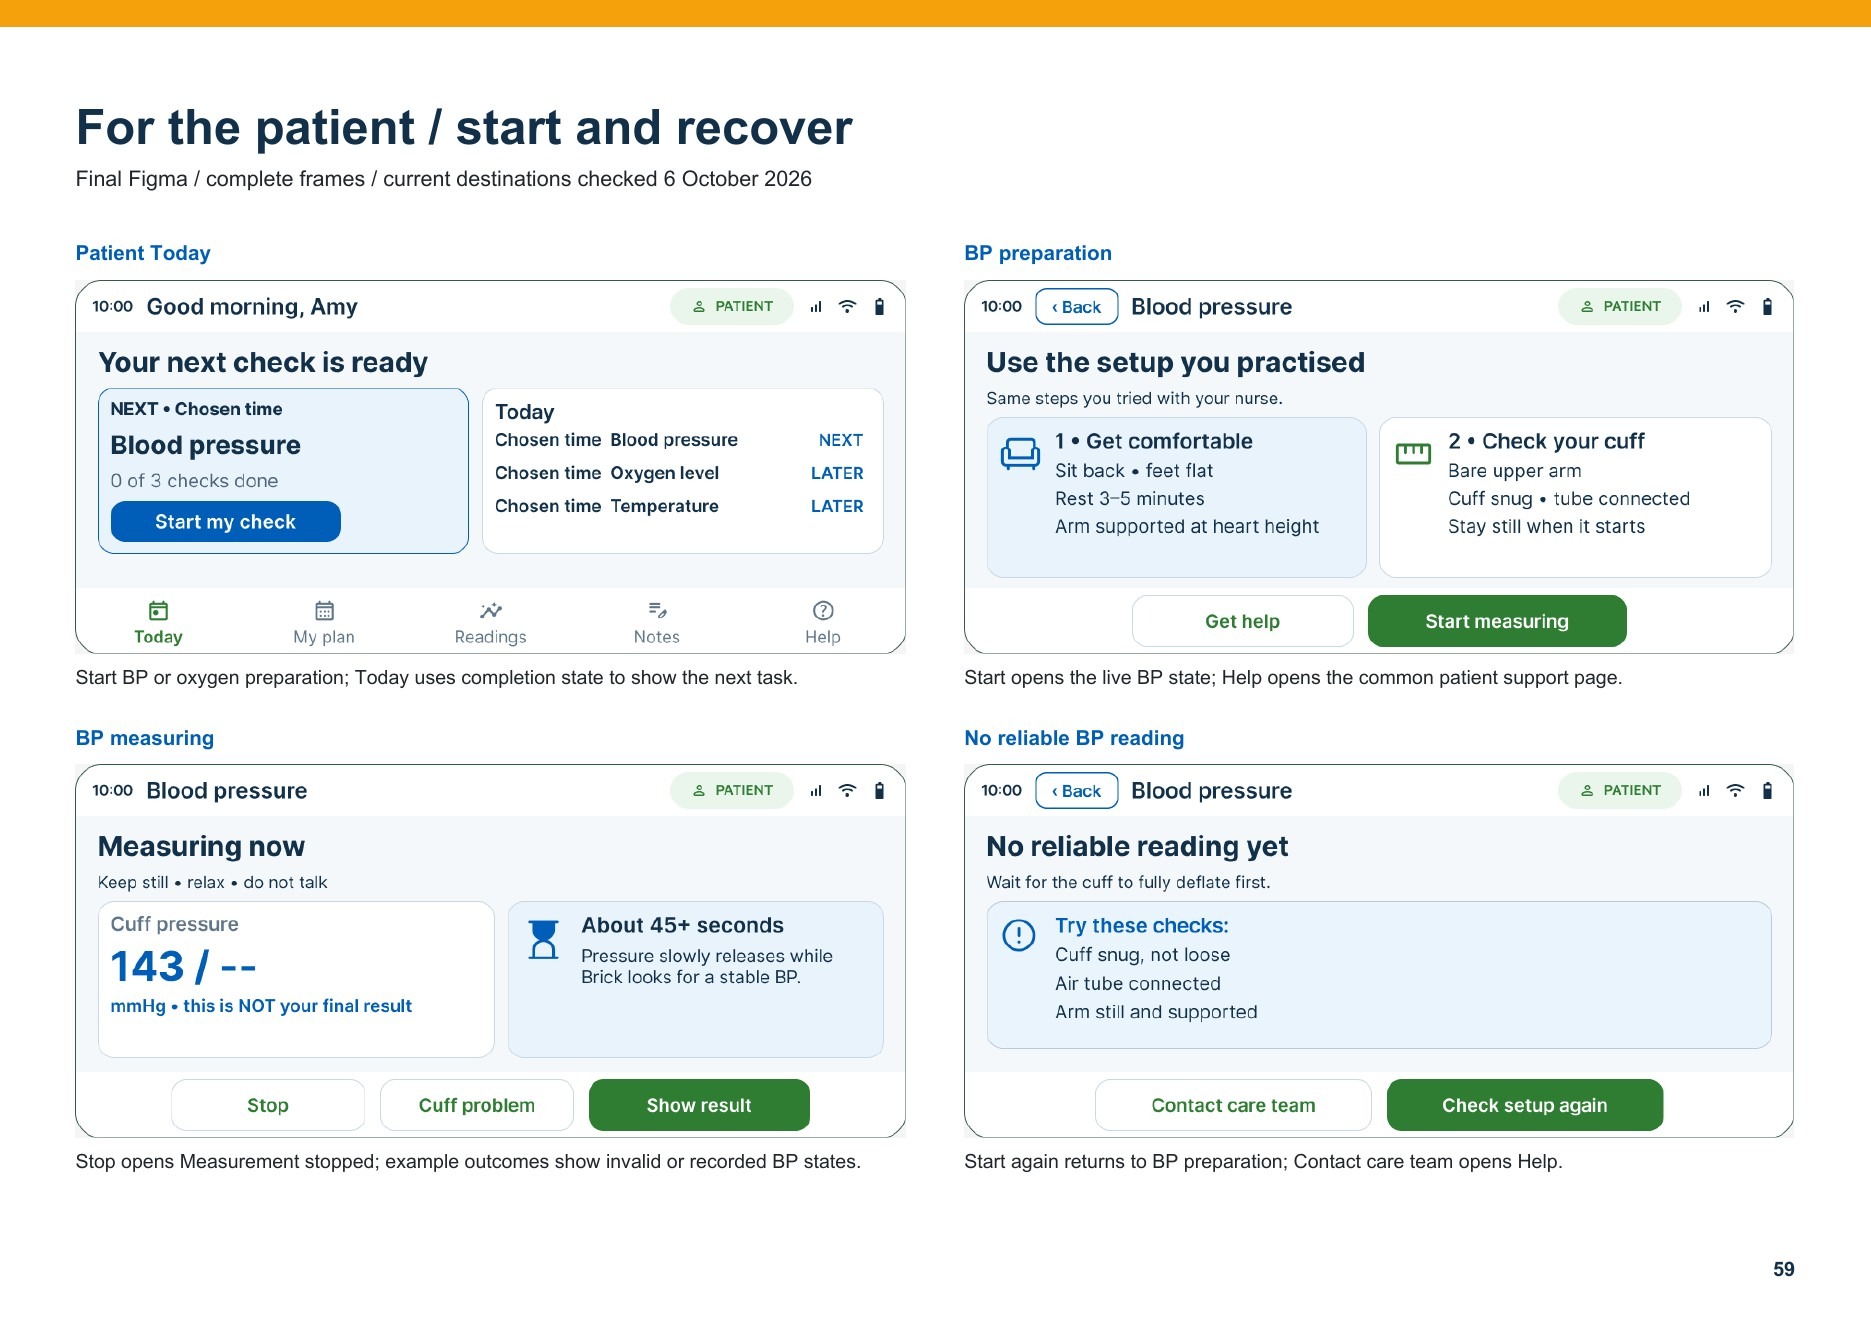 For the patient / start and recover
Final Figma / complete frames / current destinations checked 6 October 2026
Patient Today
10:00 Good morning, Amy PATIENT
Your next check is ready
NEXT • Chosen time
Blood pressure
0 of 3 checks done
Start my check
Today
Chosen time Blood pressure NEXT
Chosen time Oxygen level LATER
Chosen time Temperature LATER
Today My plan Readings Notes Help
Start BP or oxygen preparation; Today uses completion state to show the next task.
BP preparation
10:00 ‹ Back Blood pressure PATIENT
Use the setup you practised
Same steps you tried with your nurse.
1 • Get comfortable
Sit back • feet flat
Rest 3–5 minutes
Arm supported at heart height
2 • Check your cuff
Bare upper arm
Cuff snug • tube connected
Stay still when it starts
Get help Start measuring
Start opens the live BP state; Help opens the common patient support page.
BP measuring
10:00 Blood pressure PATIENT
Measuring now
Keep still • relax • do not talk
Cuff pressure
143 / --
mmHg • this is NOT your final result
About 45+ seconds
Pressure slowly releases while
Brick looks for a stable BP.
Stop Cuff problem Show result
Stop opens Measurement stopped; example outcomes show invalid or recorded BP states.
No reliable BP reading
10:00 ‹ Back Blood pressure PATIENT
No reliable reading yet
Wait for the cuff to fully deflate first.
Try these checks:
Cuff snug, not loose
Air tube connected
Arm still and supported
Contact care team Check setup again
Start again returns to BP preparation; Contact care team opens Help.
59